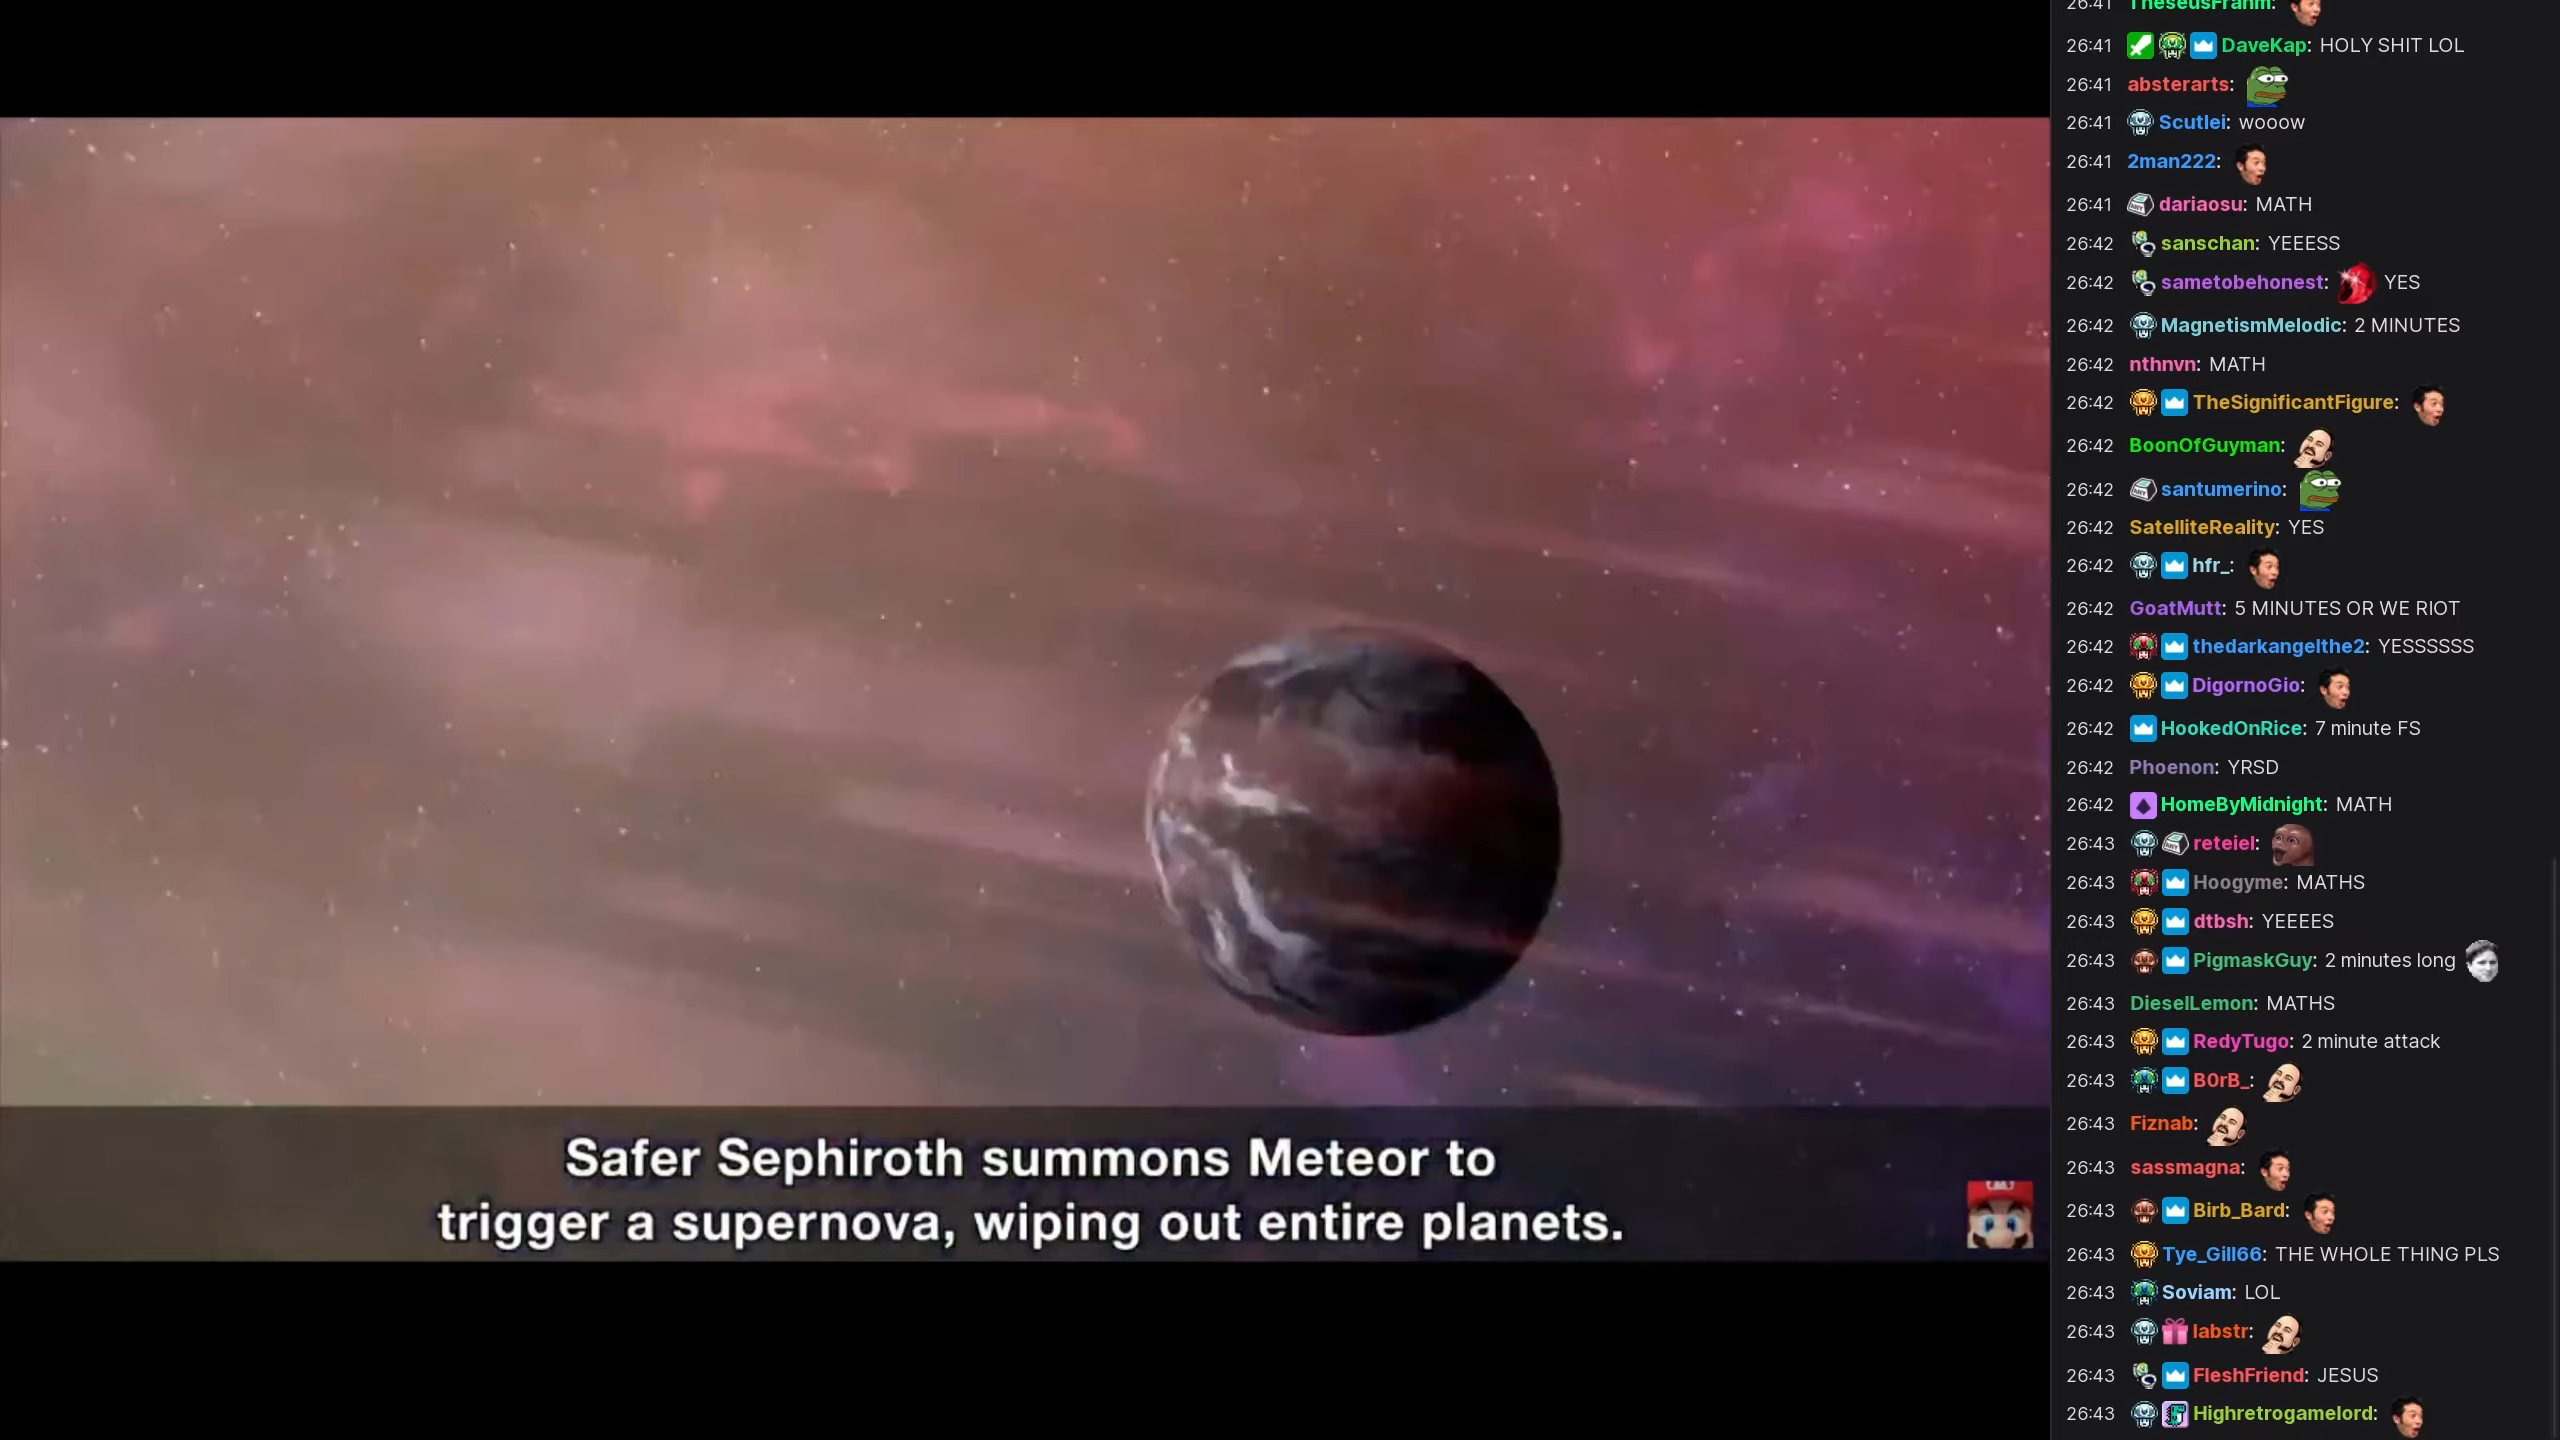 Safer Sephiroth summons Meteor to
trigger a supernova, wiping out entire planets.
26:41 TheseusFrahm:
26:41 DaveKap: HOLY SHIT LOL
26:41 absterarts:
26:41 Scutlei: wooow
26:41 2man222:
26:41 dariaosu: MATH
26:42 sanschan: YEEESS
26:42 sametobehonest: YES
26:42 MagnetismMelodic: 2 MINUTES
26:42 nthnvn: MATH
26:42 TheSignificantFigure:
26:42 BoonOfGuyman:
26:42 santumerino:
26:42 SatelliteReality: YES
26:42 hfr_:
26:42 GoatMutt: 5 MINUTES OR WE RIOT
26:42 thedarkangelthe2: YESSSSSS
26:42 DigornoGio:
26:42 HookedOnRice: 7 minute FS
26:42 Phoenon: YRSD
26:42 HomeByMidnight: MATH
26:43 reteiel:
26:43 Hoogyme: MATHS
26:43 dtbsh: YEEEES
26:43 PigmaskGuy: 2 minutes long
26:43 DieselLemon: MATHS
26:43 RedyTugo: 2 minute attack
26:43 B0rB_:
26:43 Fiznab:
26:43 sassmagna:
26:43 Birb_Bard:
26:43 Tye_Gill66: THE WHOLE THING PLS
26:43 Soviam: LOL
26:43 labstr:
26:43 FleshFriend: JESUS
26:43 Highretrogamelord: